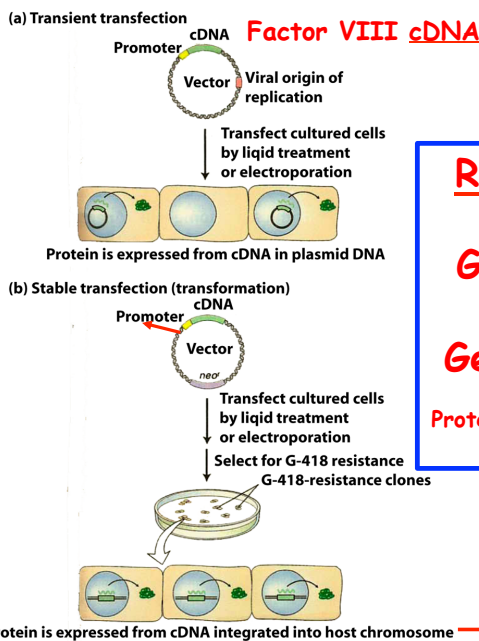 (a) Transient transfection
cDNA
Factor VIII cDNA
Promoter
Vector
Viral origin of
replication
Transfect cultured cells
by liqid treatment
or electroporation
Protein is expressed from cDNA in plasmid DNA
(b) Stable transfection (transformation)
cDNA
Promoter
Vector
neoʳ
Transfect cultured cells
by liqid treatment
or electroporation
Select for G-418 resistance
G-418-resistance clones
otein is expressed from cDNA integrated into host chromosome
R
G
Ge
Prote